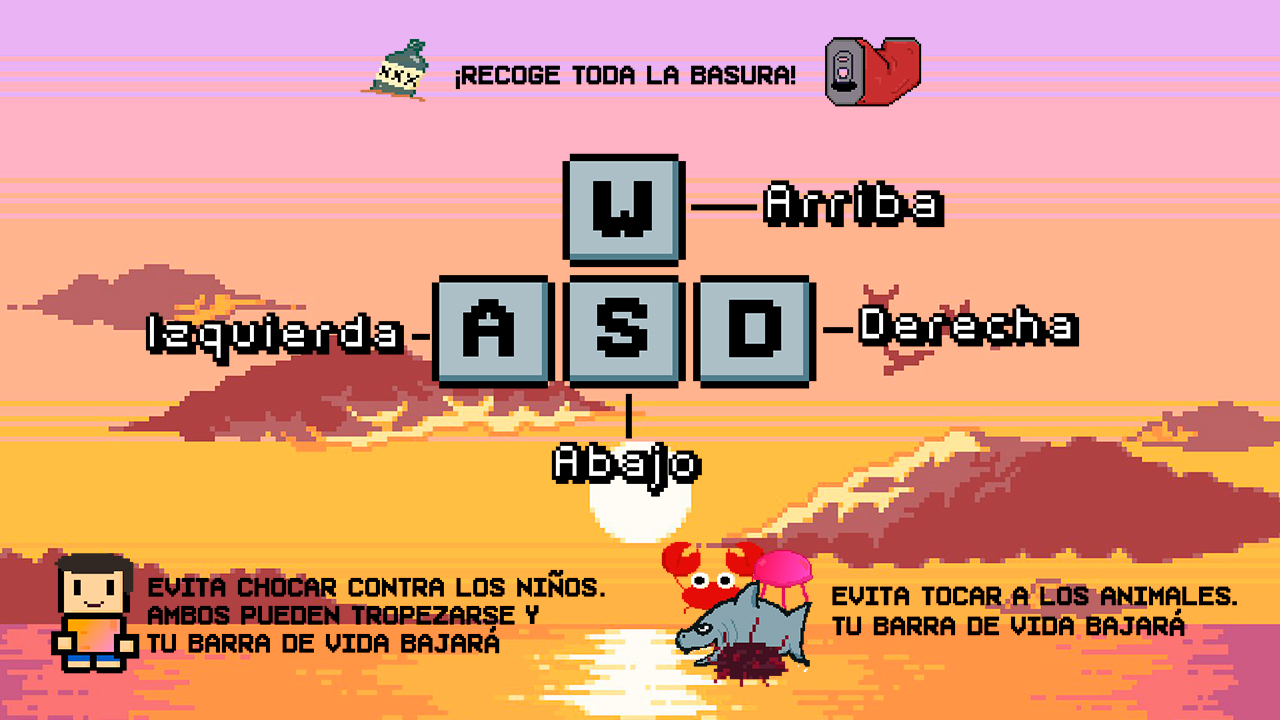 XXX
¡RECOGE TODA LA BASURA!
W
Arriba
Izquierda
A
S
D
Derecha
Abajo
EVITA CHOCAR CONTRA LOS NIÑOS.
AMBOS PUEDEN TROPEZARSE Y
TU BARRA DE VIDA BAJARÁ
EVITA TOCAR A LOS ANIMALES.
TU BARRA DE VIDA BAJARÁ